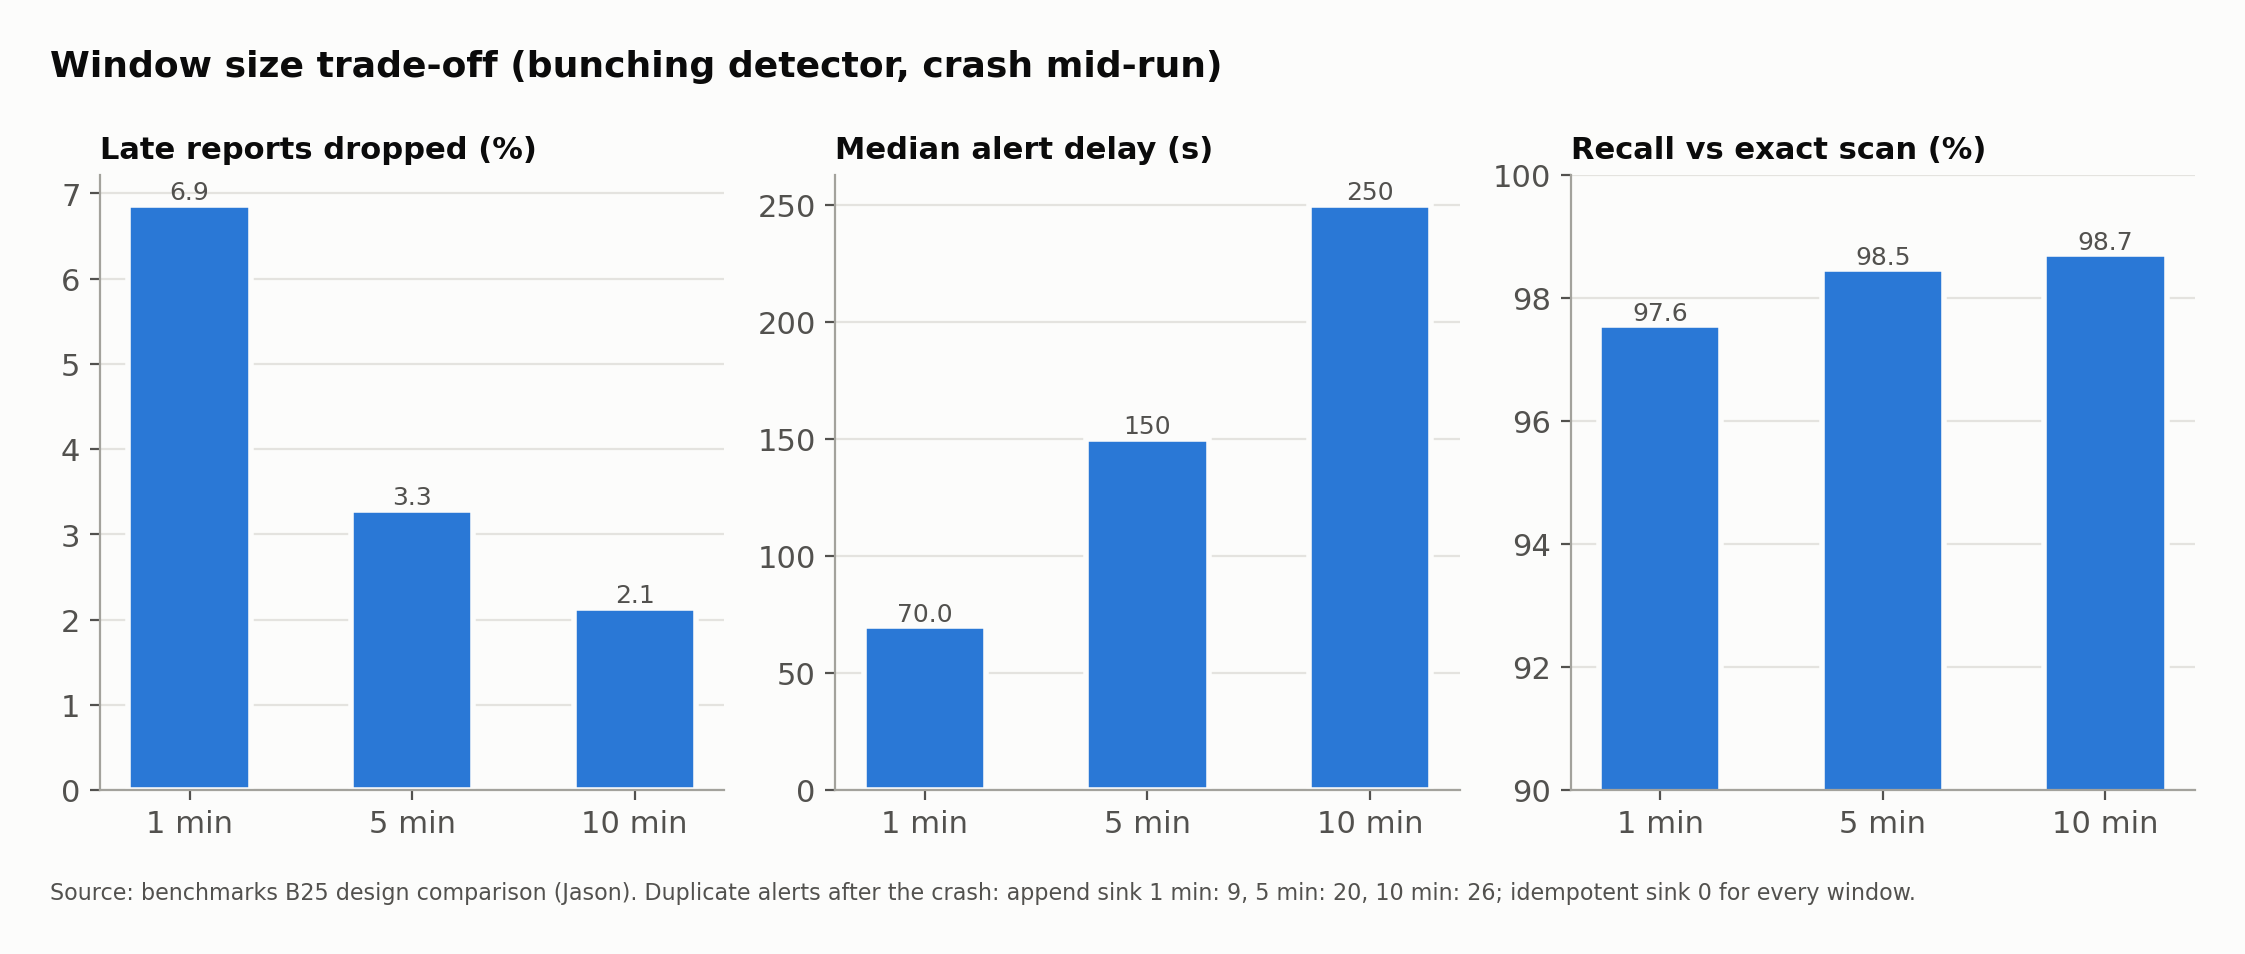 Window size trade-off (bunching detector, crash mid-run)
Late reports dropped (%)
7
6
5
4
3
2
1
0
6.9
3.3
2.1
1 min
5 min
10 min
Median alert delay (s)
250
200
150
100
50
0
70.0
150
250
1 min
5 min
10 min
Recall vs exact scan (%)
100
98
96
94
92
90
97.6
98.5
98.7
1 min
5 min
10 min
Source: benchmarks B25 design comparison (Jason). Duplicate alerts after the crash: append sink 1 min: 9, 5 min: 20, 10 min: 26; idempotent sink 0 for every window.